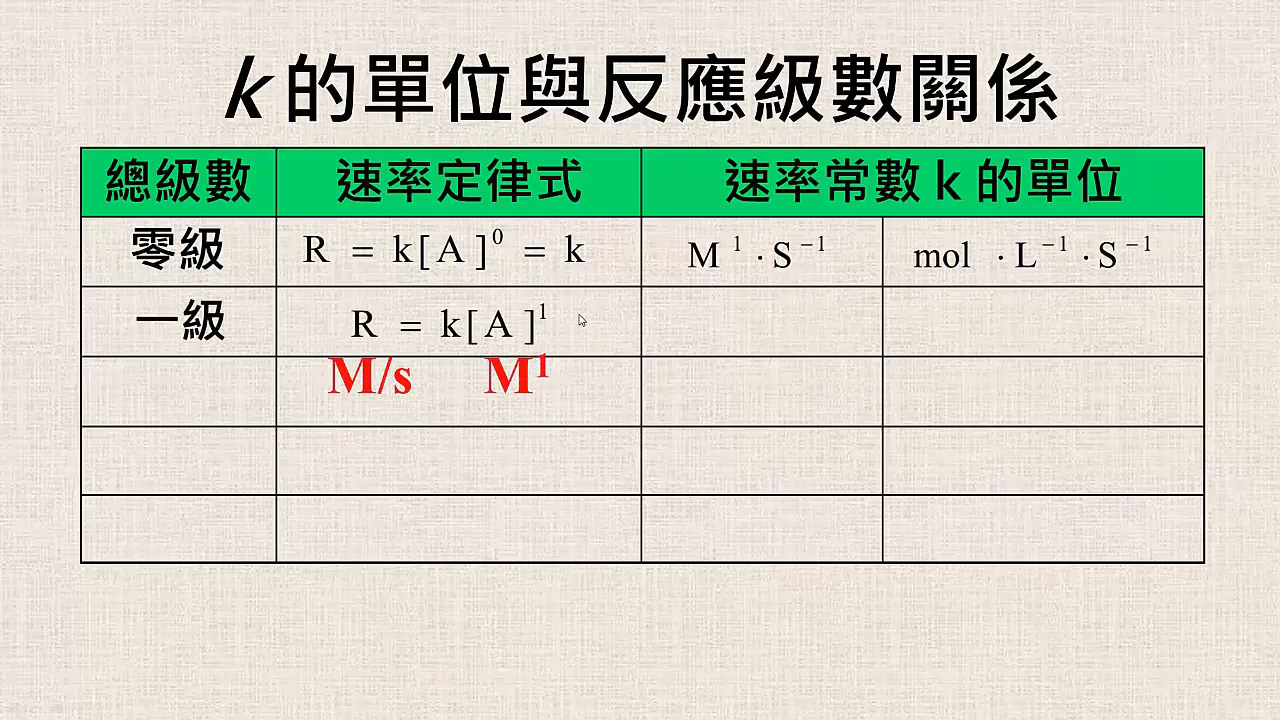 k 的單位與反應級數關係
總級數 速率定律式 速率常數 k 的單位
零級 R = k[A]⁰ = k M¹·S⁻¹ mol·L⁻¹·S⁻¹
一級 R = k[A]¹
M/s M¹